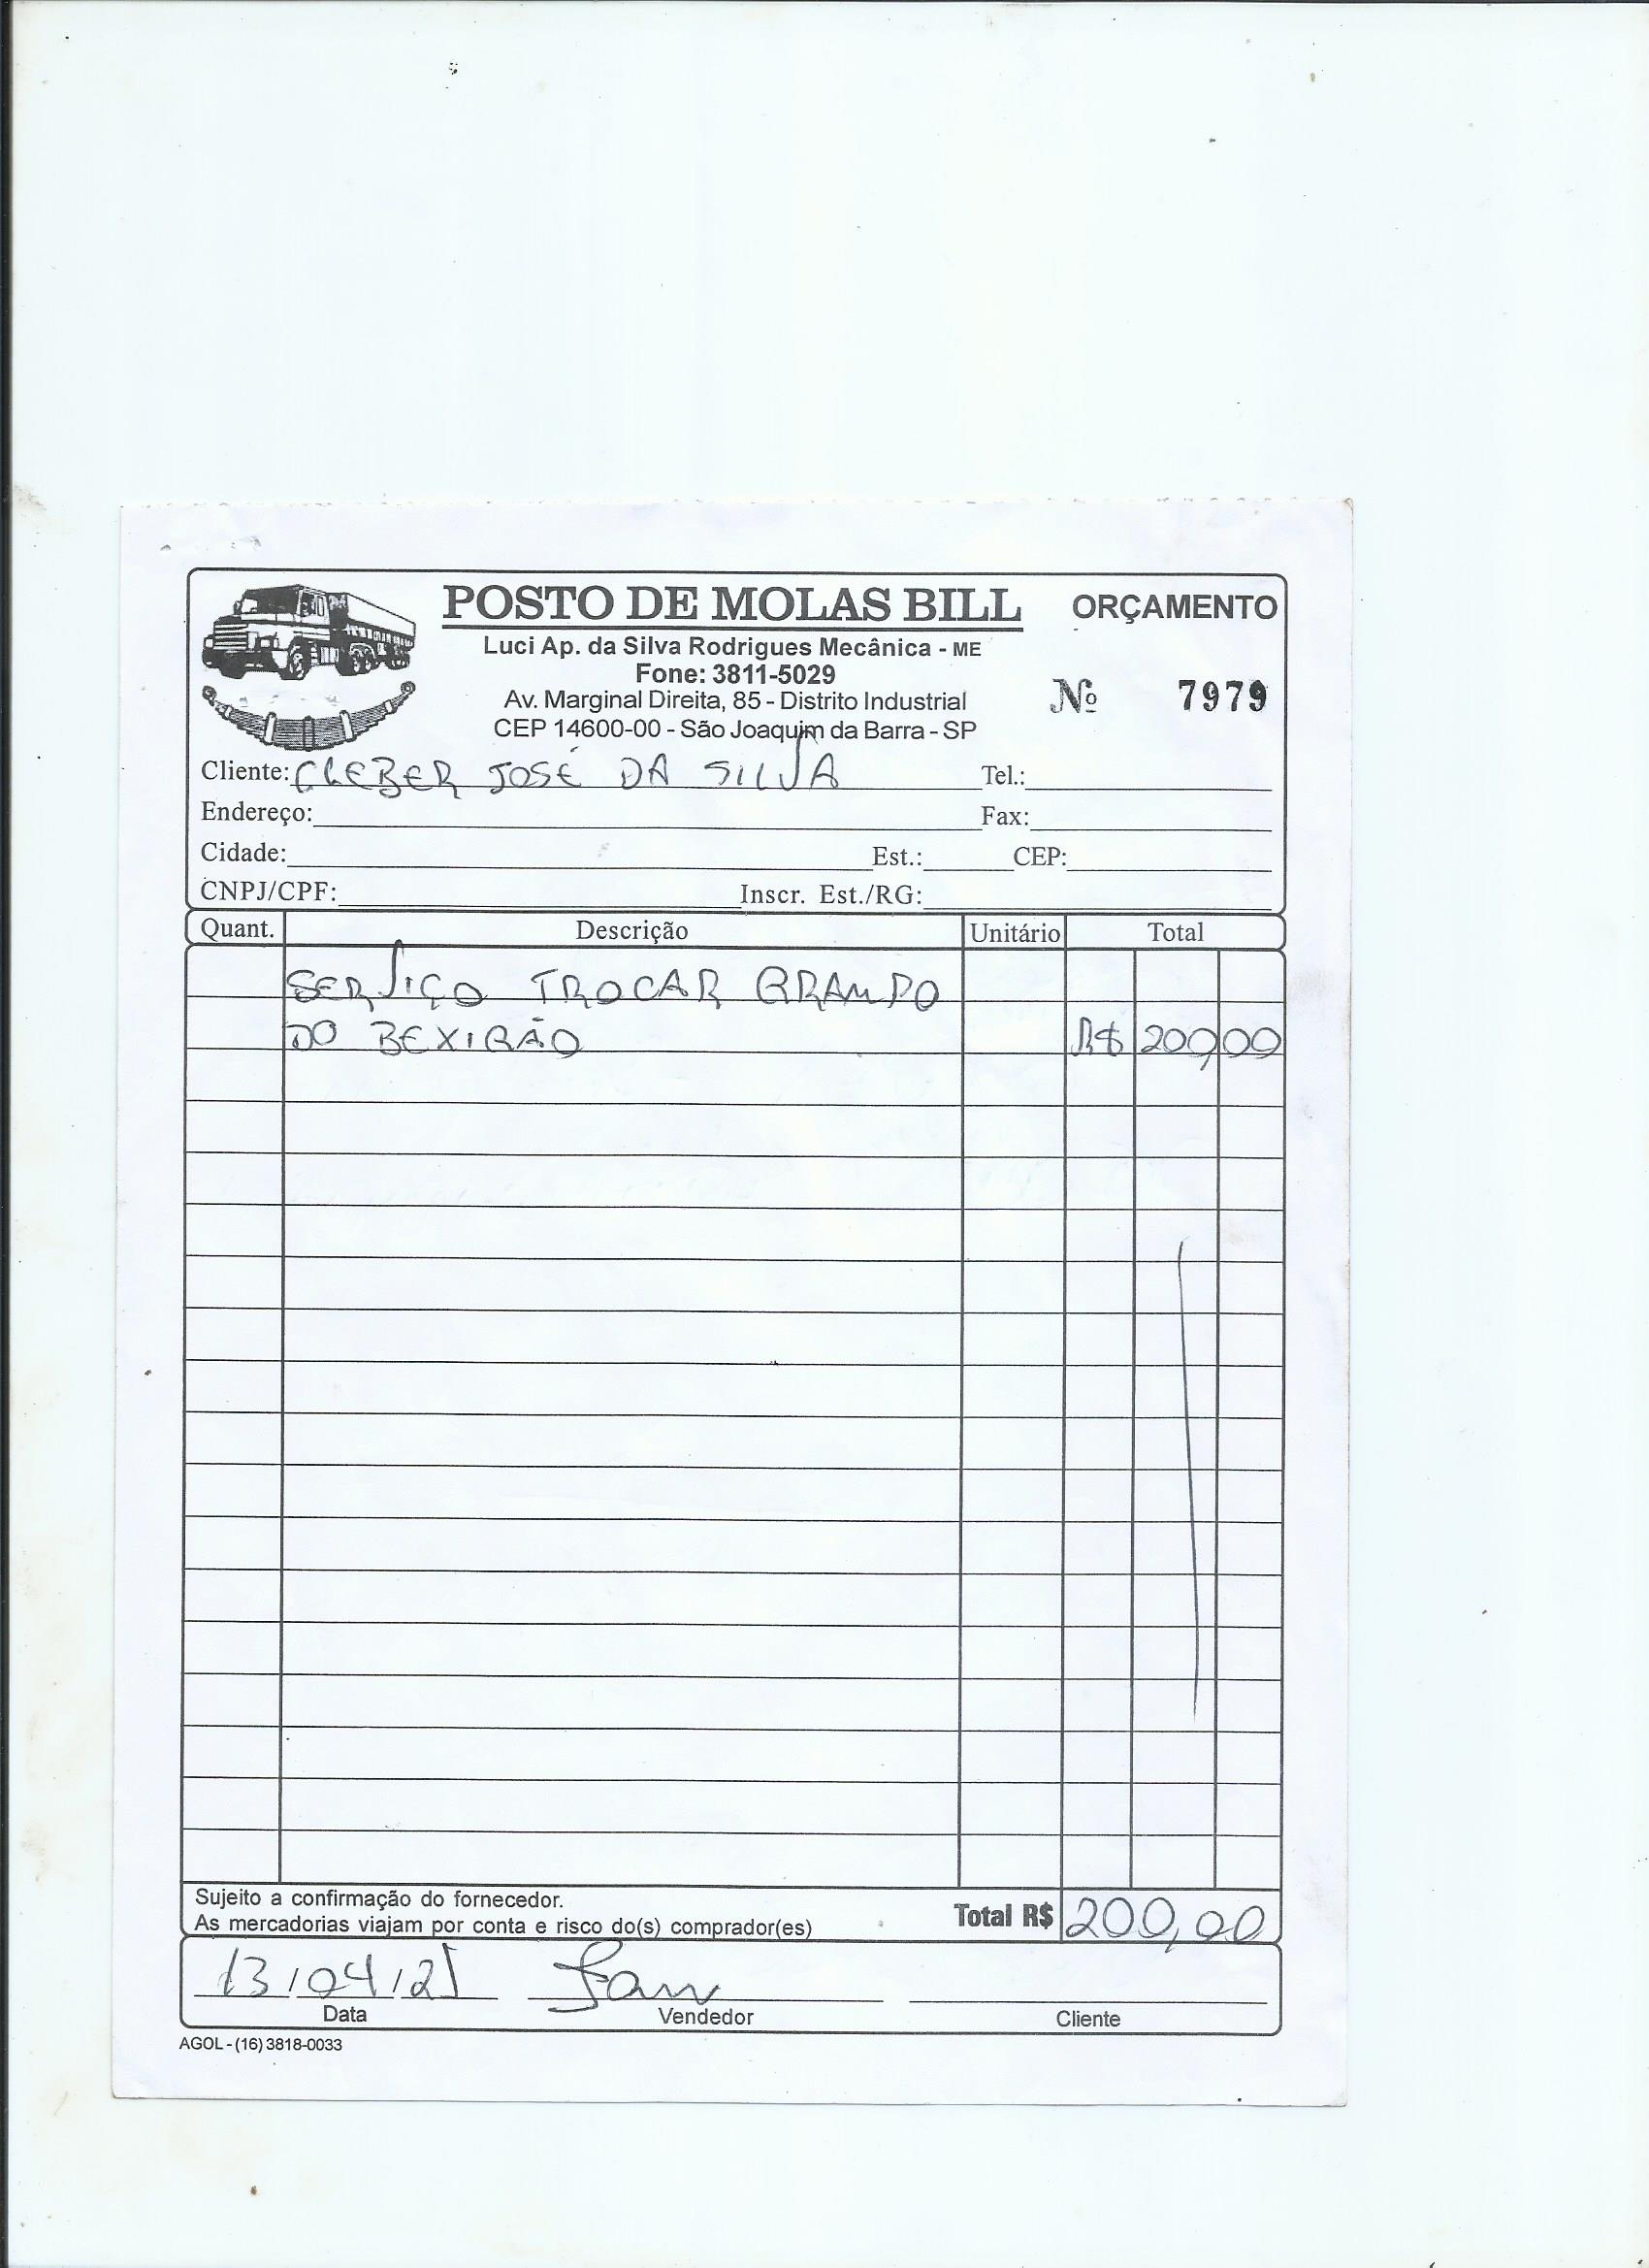 POSTO DE MOLAS BILL
ORÇAMENTO
Luci Ap. da Silva Rodrigues Mecânica - ME
Fone: 3811-5029
Av. Marginal Direita, 85 - Distrito Industrial
CEP 14600-00 - São Joaquim da Barra - SP
Nº 7979
Cliente: CLEBER JOSÉ DA SILVA Tel.:
Endereço: Fax:
Cidade: Est.: CEP:
CNPJ/CPF: Inscr. Est./RG:
Quant. Descrição Unitário Total
SERVIÇO TROCAR GRAMPO
DO BEXIGÃO R$ 200,00
Sujeito a confirmação do fornecedor.
As mercadorias viajam por conta e risco do(s) comprador(es)
Total R$ 200,00
13/04/21
Data Vendedor Cliente
AGOL - (16) 3818-0033